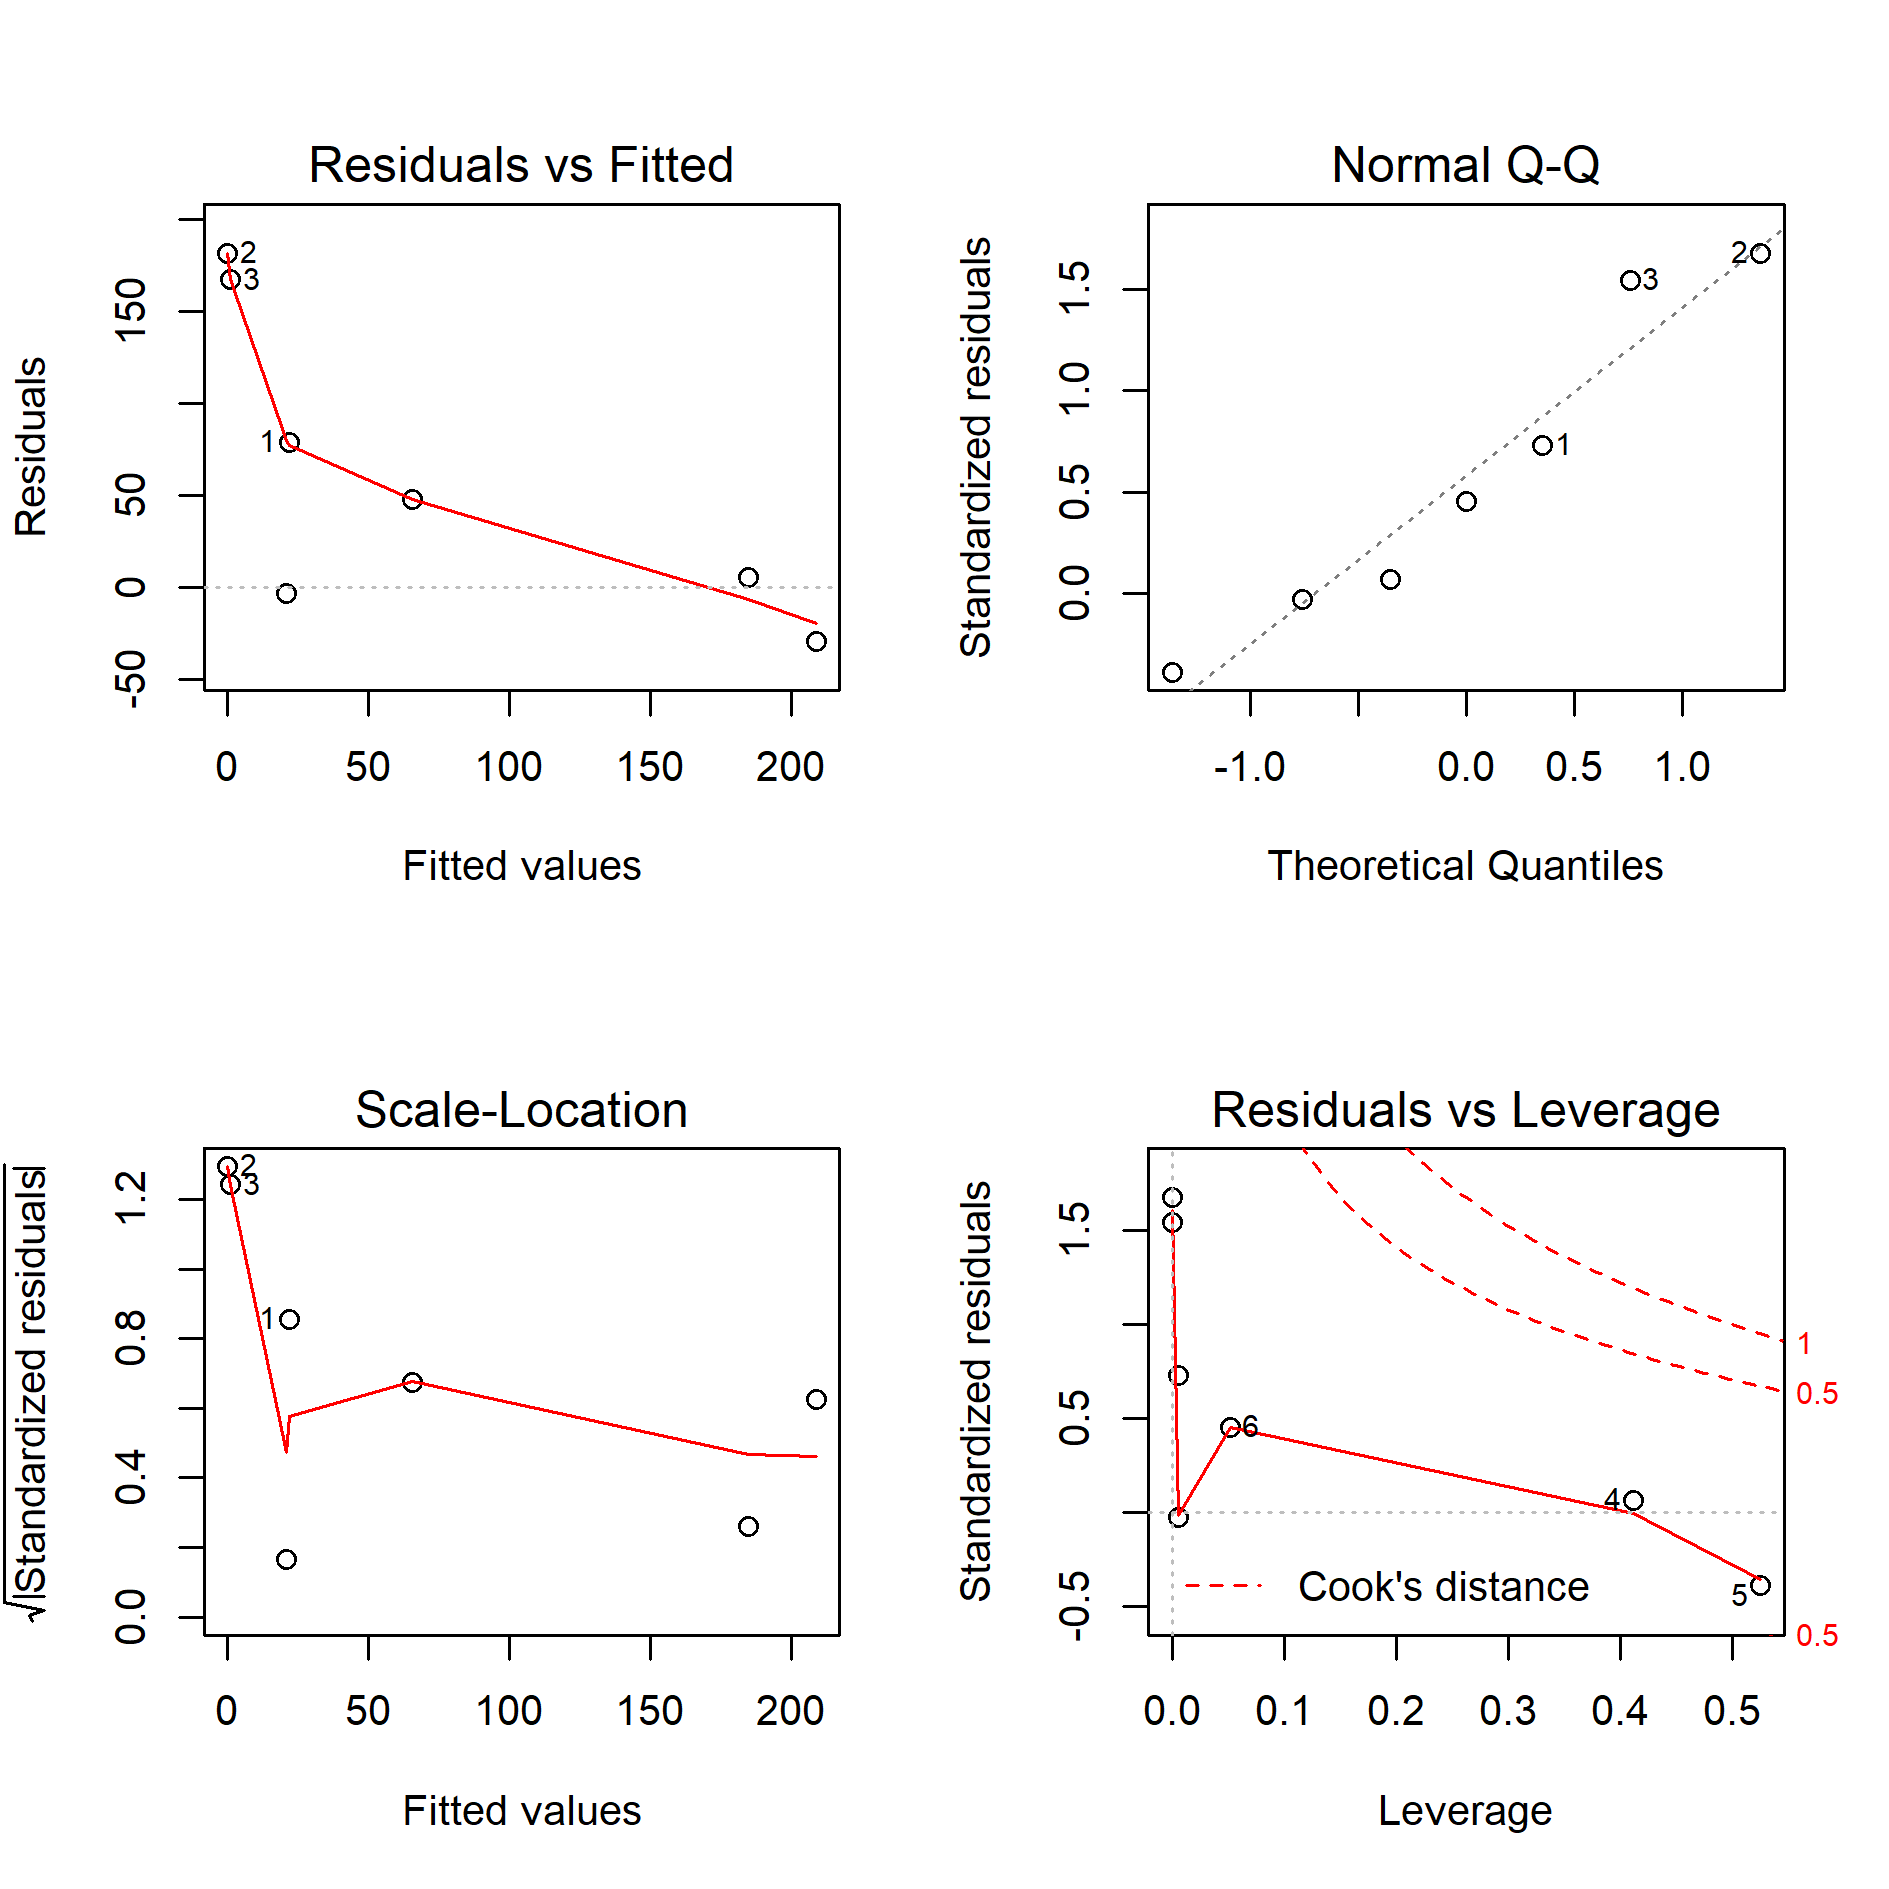 Residuals vs Fitted
Residuals
-50 0 50 150
2
3
1
0 50 100 150 200
Fitted values
Normal Q-Q
Standardized residuals
0.0 0.5 1.0 1.5
2
3
1
-1.0 0.0 0.5 1.0
Theoretical Quantiles
Scale-Location
√|Standardized residuals|
0.0 0.4 0.8 1.2
2
3
1
0 50 100 150 200
Fitted values
Residuals vs Leverage
Standardized residuals
-0.5 0.5 1.5
1
0.5
6
4
5
Cook's distance
0.5
0.0 0.1 0.2 0.3 0.4 0.5
Leverage